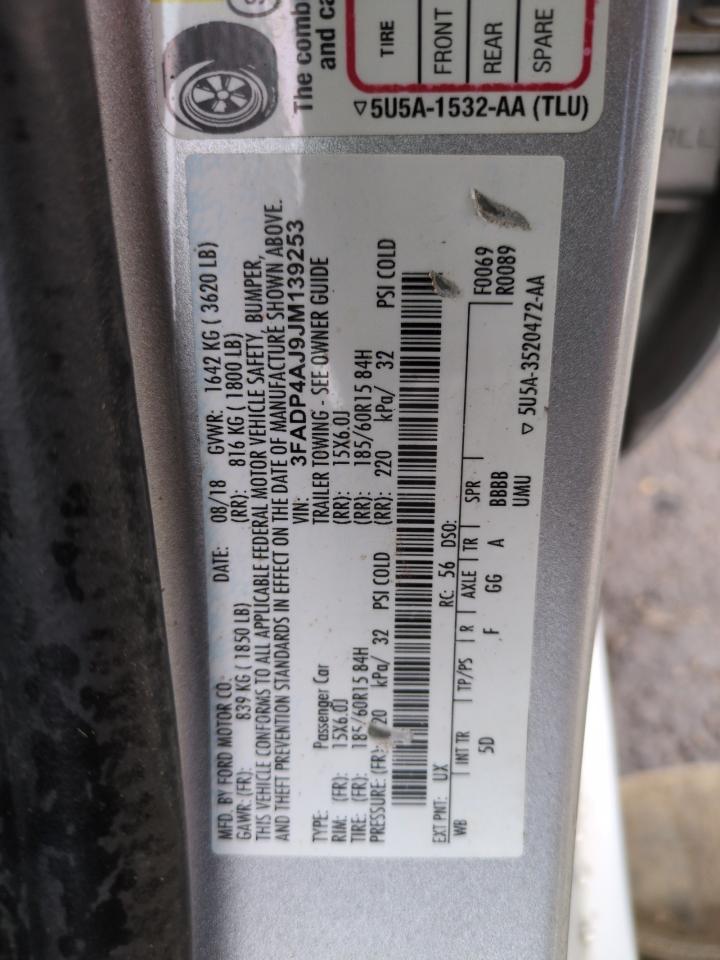 The comb
and ca
TIRE
FRONT
REAR
SPARE
▽5U5A-1532-AA (TLU)
MFD. BY FORD MOTOR CO.
DATE: 08/18 GVWR: 1642 KG ( 3620 LB)
GAWR: (FR): 839 KG ( 1850 LB) (RR): 816 KG ( 1800 LB)
THIS VEHICLE CONFORMS TO ALL APPLICABLE FEDERAL MOTOR VEHICLE SAFETY, BUMPER,
AND THEFT PREVENTION STANDARDS IN EFFECT ON THE DATE OF MANUFACTURE SHOWN ABOVE.
VIN: 3FADP4AJ9JM139253
TYPE: Passenger Car TRAILER TOWING - SEE OWNER GUIDE
RIM: (FR): 15X6.0J (RR): 15X6.0J
TIRE: (FR): 185/60R15 84H (RR): 185/60R15 84H
PRESSURE: (FR): 20 kPa/ 32 PSI COLD (RR): 220 kPa/ 32 PSI COLD
EXT PNT: UX RC: 56 DSO: F0069
WB INT TR TP/PS R AXLE TR SPR R0089
5D F GG A BBBB
UMU ▽ 5U5A-3520472-AA